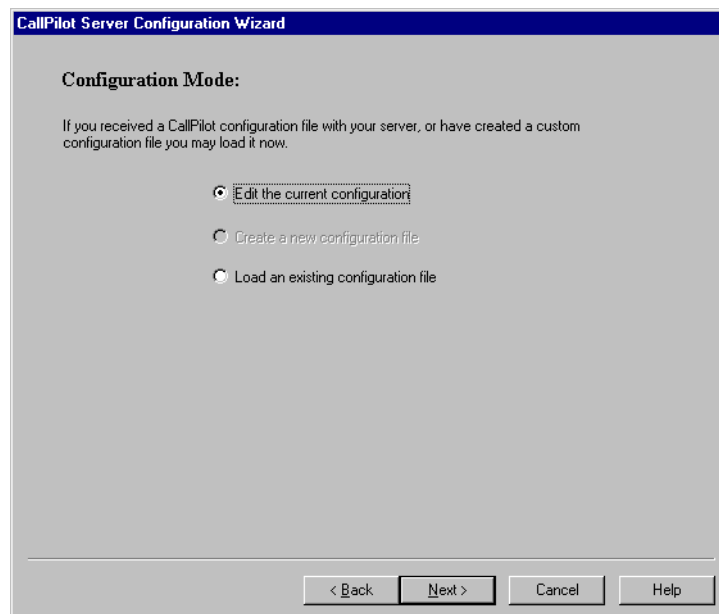 CallPilot Server Configuration Wizard
Configuration Mode:
If you received a CallPilot configuration file with your server, or have created a custom
configuration file you may load it now.
Edit the current configuration
Create a new configuration file
Load an existing configuration file
< Back
Next >
Cancel
Help